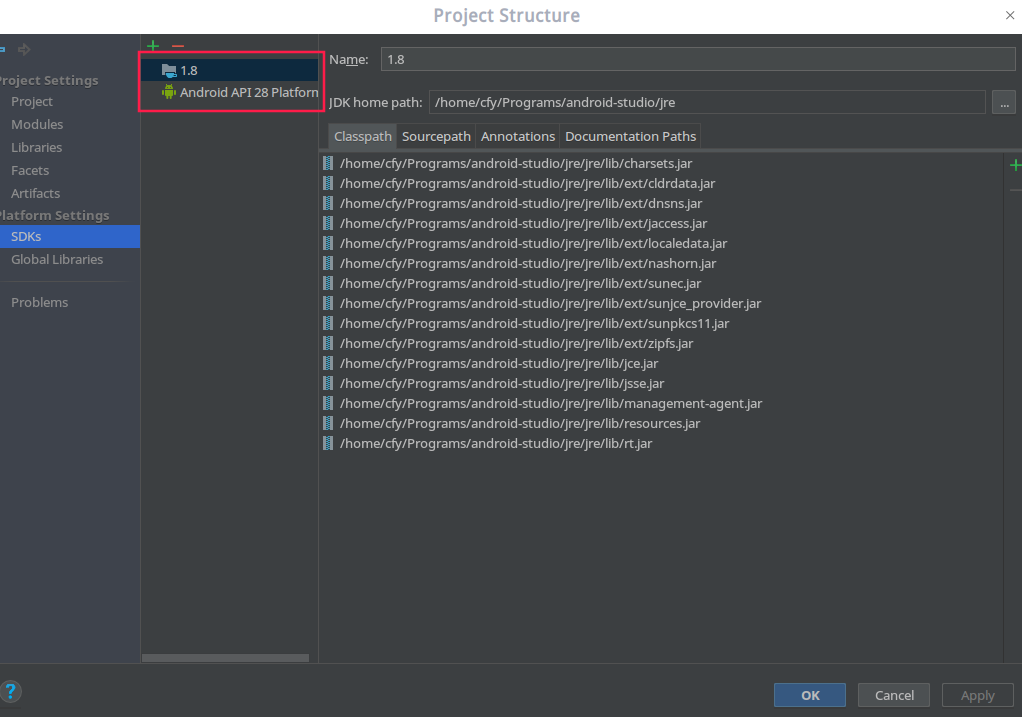 Project Structure
Project Settings
Project
Modules
Libraries
Facets
Artifacts
Platform Settings
SDKs
Global Libraries
Problems
1.8
Android API 28 Platform
Name: 1.8
JDK home path: /home/cfy/Programs/android-studio/jre
...
Classpath Sourcepath Annotations Documentation Paths
/home/cfy/Programs/android-studio/jre/jre/lib/charsets.jar
/home/cfy/Programs/android-studio/jre/jre/lib/ext/cldrdata.jar
/home/cfy/Programs/android-studio/jre/jre/lib/ext/dnsns.jar
/home/cfy/Programs/android-studio/jre/jre/lib/ext/jaccess.jar
/home/cfy/Programs/android-studio/jre/jre/lib/ext/localedata.jar
/home/cfy/Programs/android-studio/jre/jre/lib/ext/nashorn.jar
/home/cfy/Programs/android-studio/jre/jre/lib/ext/sunec.jar
/home/cfy/Programs/android-studio/jre/jre/lib/ext/sunjce_provider.jar
/home/cfy/Programs/android-studio/jre/jre/lib/ext/sunpkcs11.jar
/home/cfy/Programs/android-studio/jre/jre/lib/ext/zipfs.jar
/home/cfy/Programs/android-studio/jre/jre/lib/jce.jar
/home/cfy/Programs/android-studio/jre/jre/lib/jsse.jar
/home/cfy/Programs/android-studio/jre/jre/lib/management-agent.jar
/home/cfy/Programs/android-studio/jre/jre/lib/resources.jar
/home/cfy/Programs/android-studio/jre/jre/lib/rt.jar
?
OK Cancel Apply